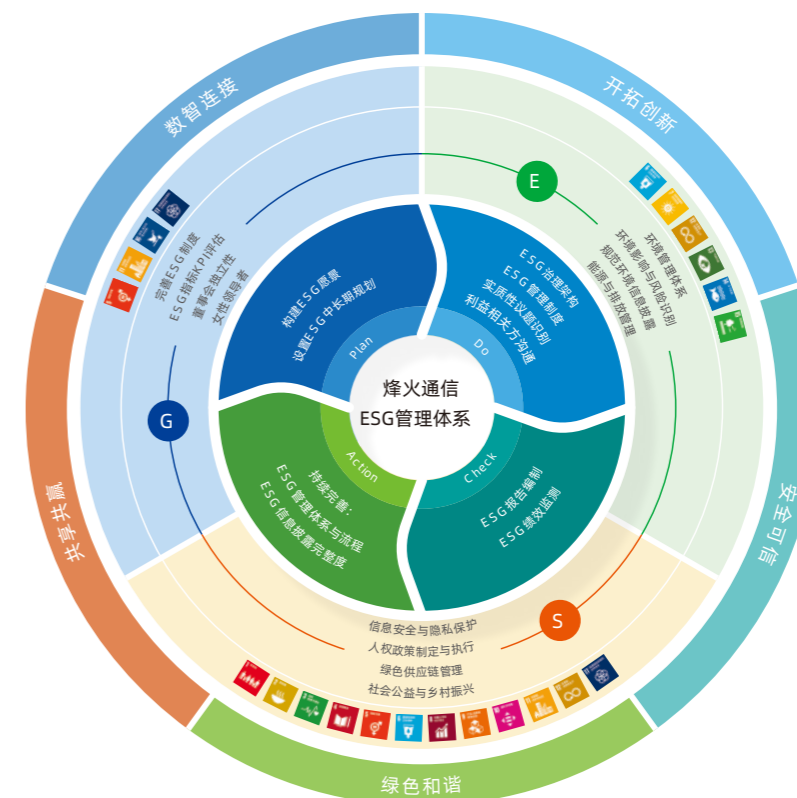 数智连接
开拓创新
安全可信
绿色和谐
共享共赢
E
环境管理体系
环境影响与风险识别
规范环境信息披露
能源与排放管理
G
完善ESG制度
ESG指标KPI评估
董事会独立性
女性领导者
S
信息安全与隐私保护
人权政策制定与执行
绿色供应链管理
社会公益与乡村振兴
构建ESG愿景
设置ESG中长期规划
Plan
ESG治理架构
ESG管理制度
实质性议题识别
利益相关方沟通
Do
ESG报告编制
ESG绩效监测
Check
持续完善:
ESG管理体系与流程
ESG信息披露完整度
Action
烽火通信
ESG管理体系